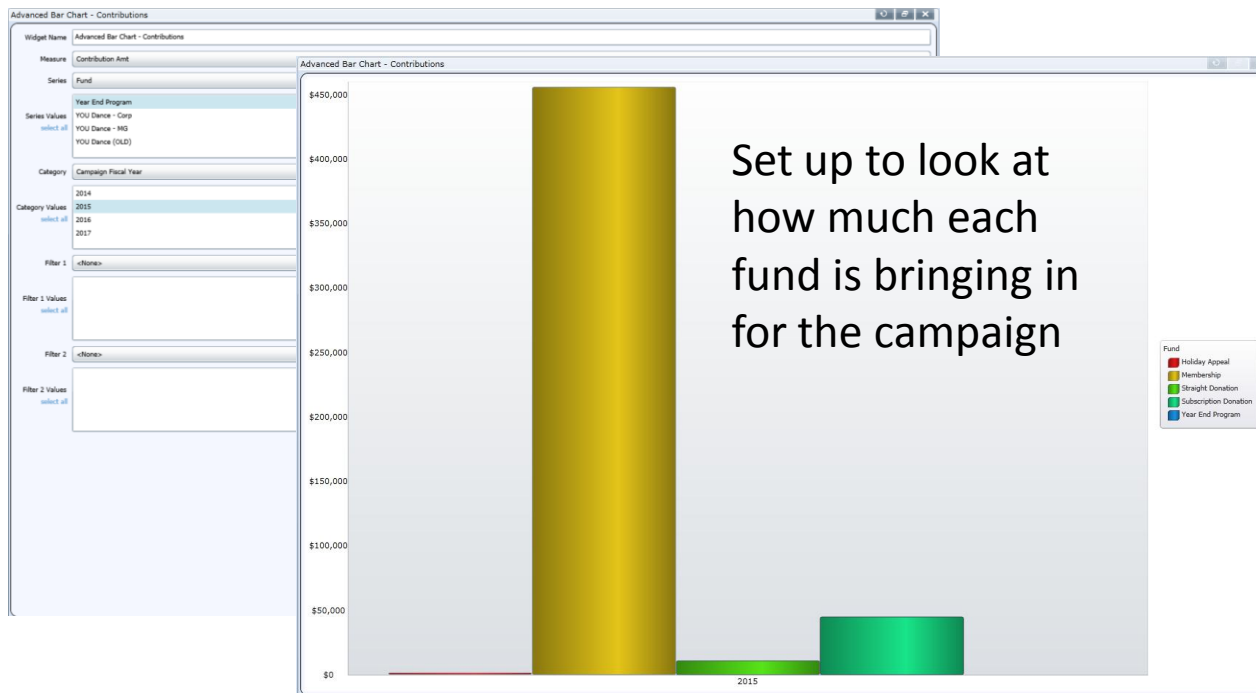 Advanced Bar Chart - Contributions
Widget Name Advanced Bar Chart - Contributions
Measure Contribution Amt
Series Fund
Series Values
select all
Year End Program
YOU Dance - Corp
YOU Dance - MG
YOU Dance (OLD)
Category Campaign Fiscal Year
Category Values
select all
2014
2015
2016
2017
Filter 1 <None>
Filter 1 Values
select all
Filter 2 <None>
Filter 2 Values
select all
Advanced Bar Chart - Contributions
$450,000
$400,000
$350,000
$300,000
$250,000
$200,000
$150,000
$100,000
$50,000
$0
2015
Set up to look at
how much each
fund is bringing in
for the campaign
Fund
Holiday Appeal
Membership
Straight Donation
Subscription Donation
Year End Program